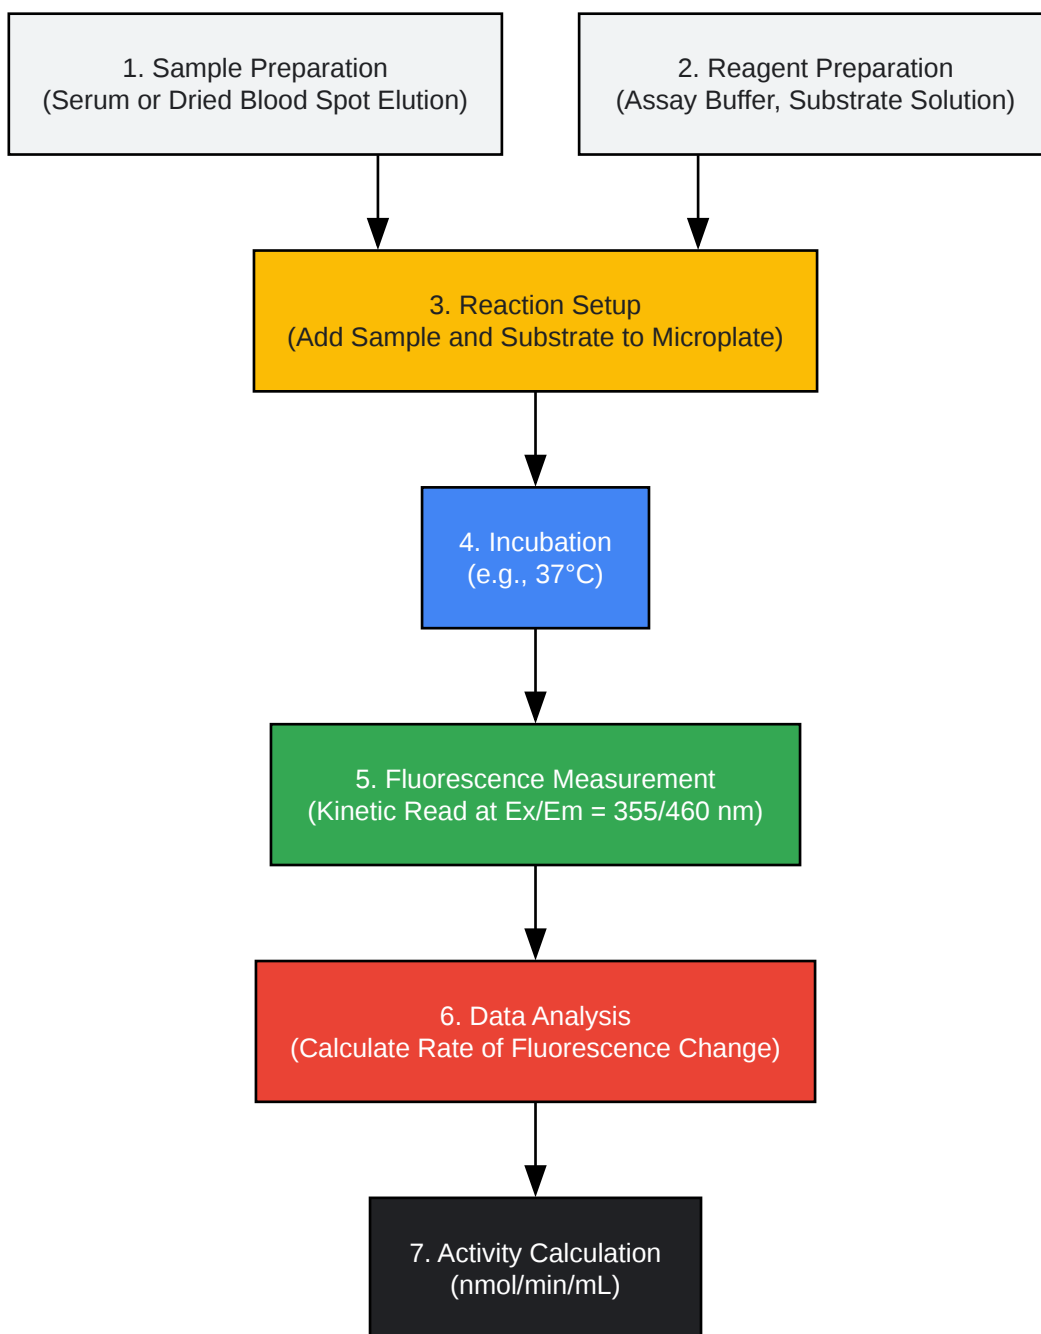 1. Sample Preparation
(Serum or Dried Blood Spot Elution)
2. Reagent Preparation
(Assay Buffer, Substrate Solution)
3. Reaction Setup
(Add Sample and Substrate to Microplate)
4. Incubation
(e.g., 37°C)
5. Fluorescence Measurement
(Kinetic Read at Ex/Em = 355/460 nm)
6. Data Analysis
(Calculate Rate of Fluorescence Change)
7. Activity Calculation
(nmol/min/mL)